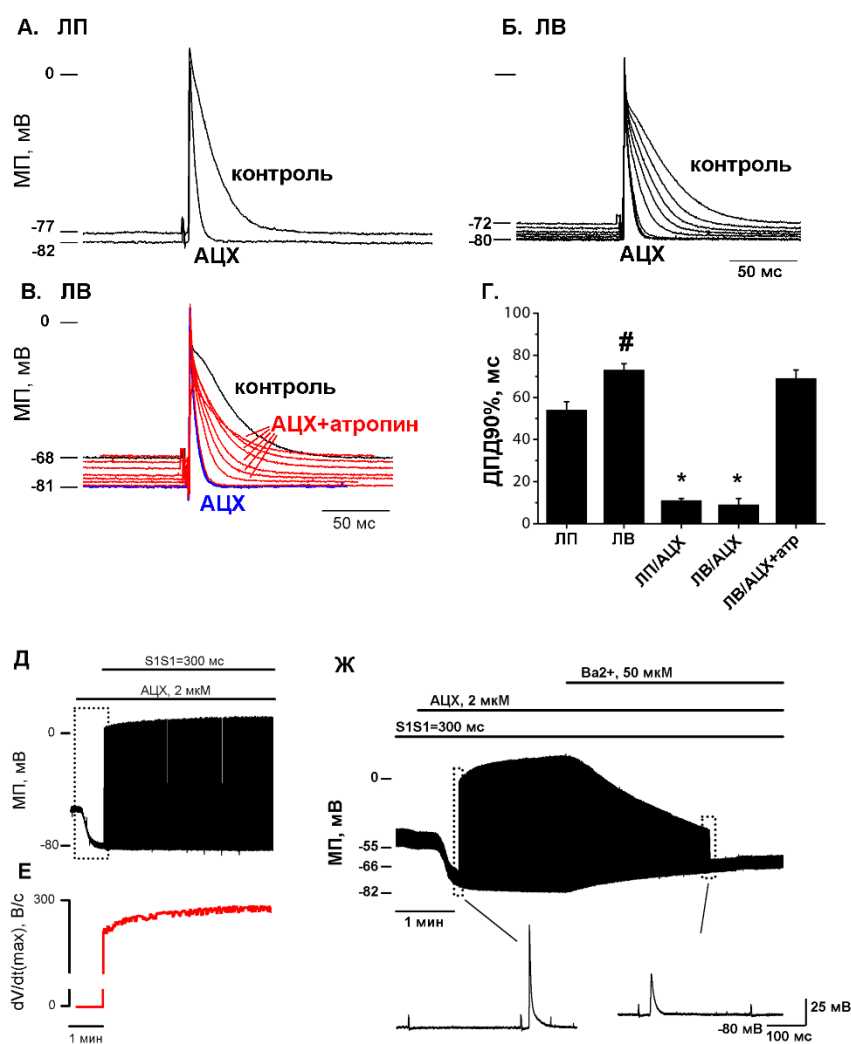 А. ЛП
0
МП, мВ
контроль
-77
-82
АЦХ
Б. ЛВ
контроль
-72
-80
АЦХ
50 мс
В. ЛВ
0
МП, мВ
контроль
АЦХ+атропин
-68
-81
АЦХ
50 мс
Г.
ДПД90%, мс
100
80
60
40
20
0
#
*
*
ЛП
ЛВ
ЛП/АЦХ
ЛВ/АЦХ
ЛВ/АЦХ+атр
Д
S1S1=300 мс
АЦХ, 2 мкМ
МП, мВ
0
-80
Е
dV/dt(max), В/с
300
0
1 мин
Ж
Ba2+, 50 мкМ
АЦХ, 2 мкМ
S1S1=300 мс
МП, мВ
0
-55
-66
-82
1 мин
25 мВ
-80 мВ
100 мс